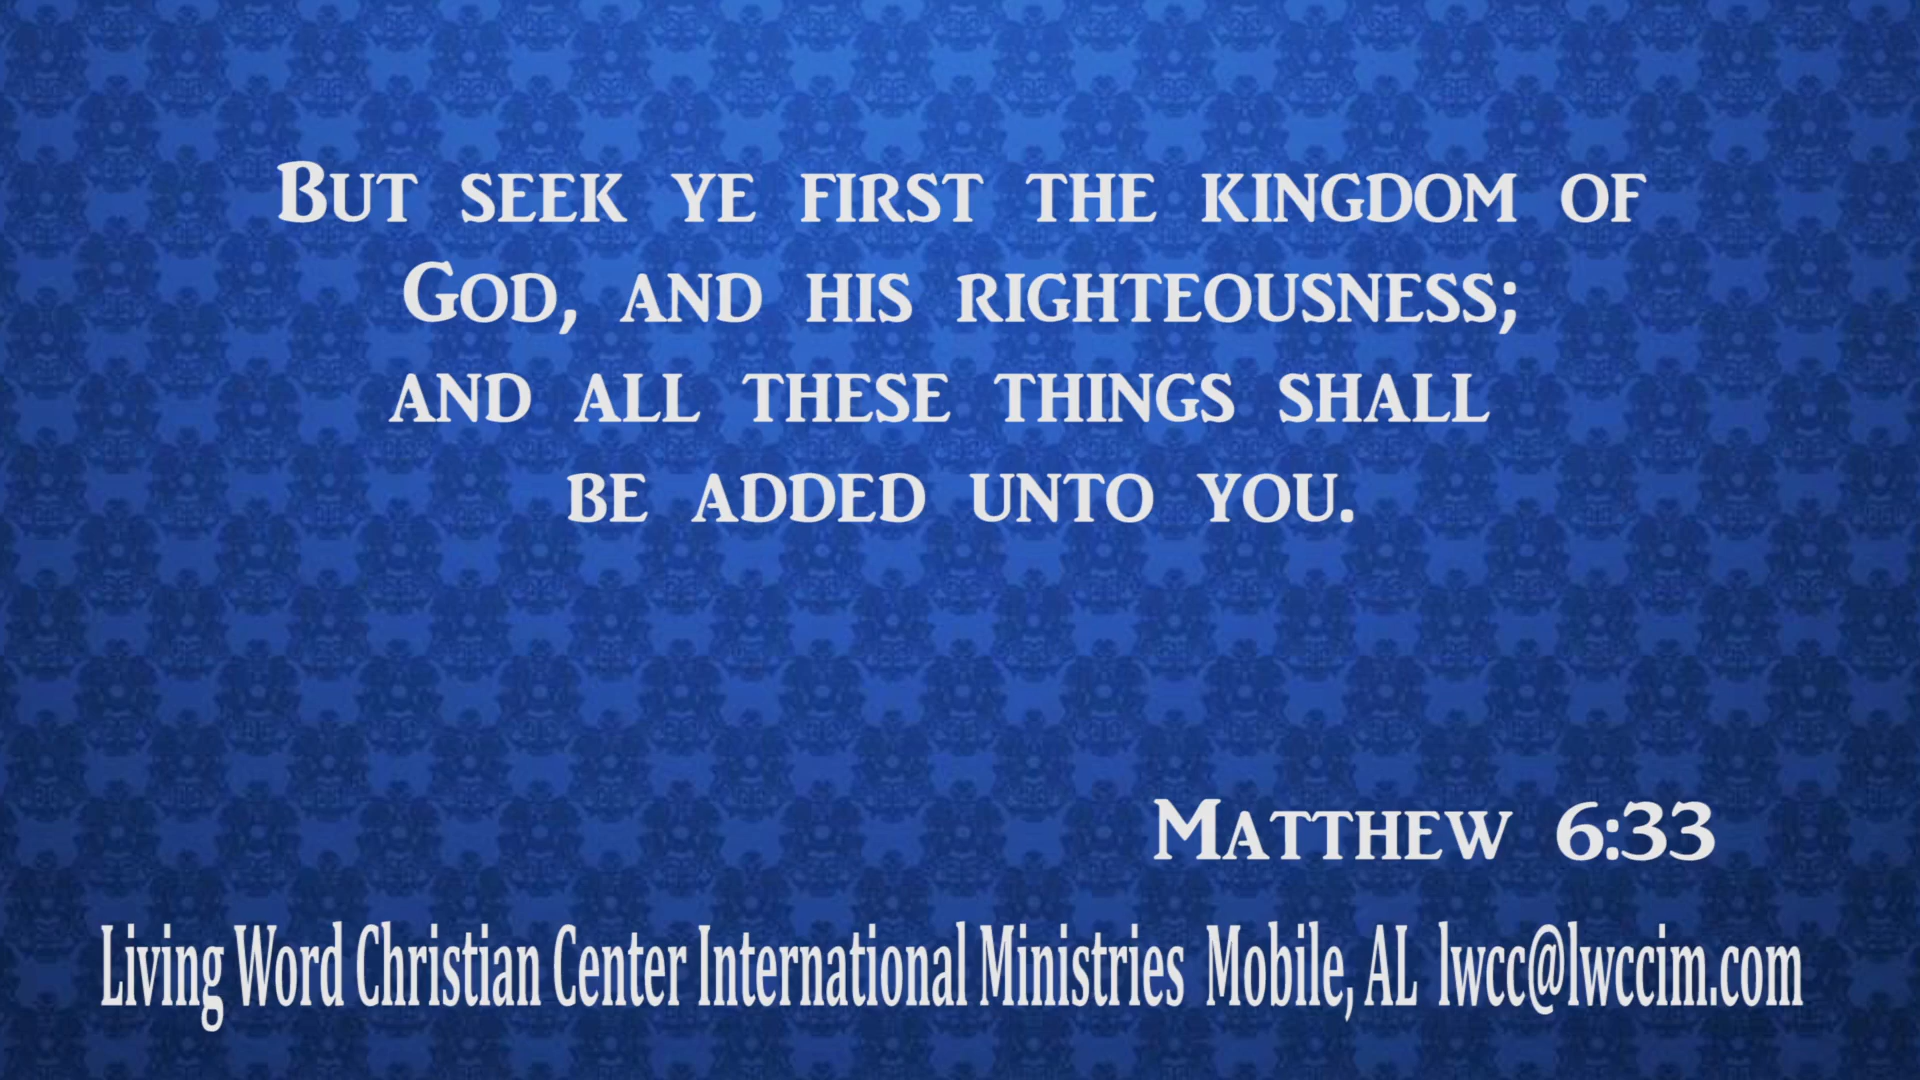 But seek ye first the kingdom of
God, and his righteousness;
and all these things shall
be added unto you.
Matthew 6:33
Living Word Christian Center International Ministries Mobile, AL lwcc@lwccim.com